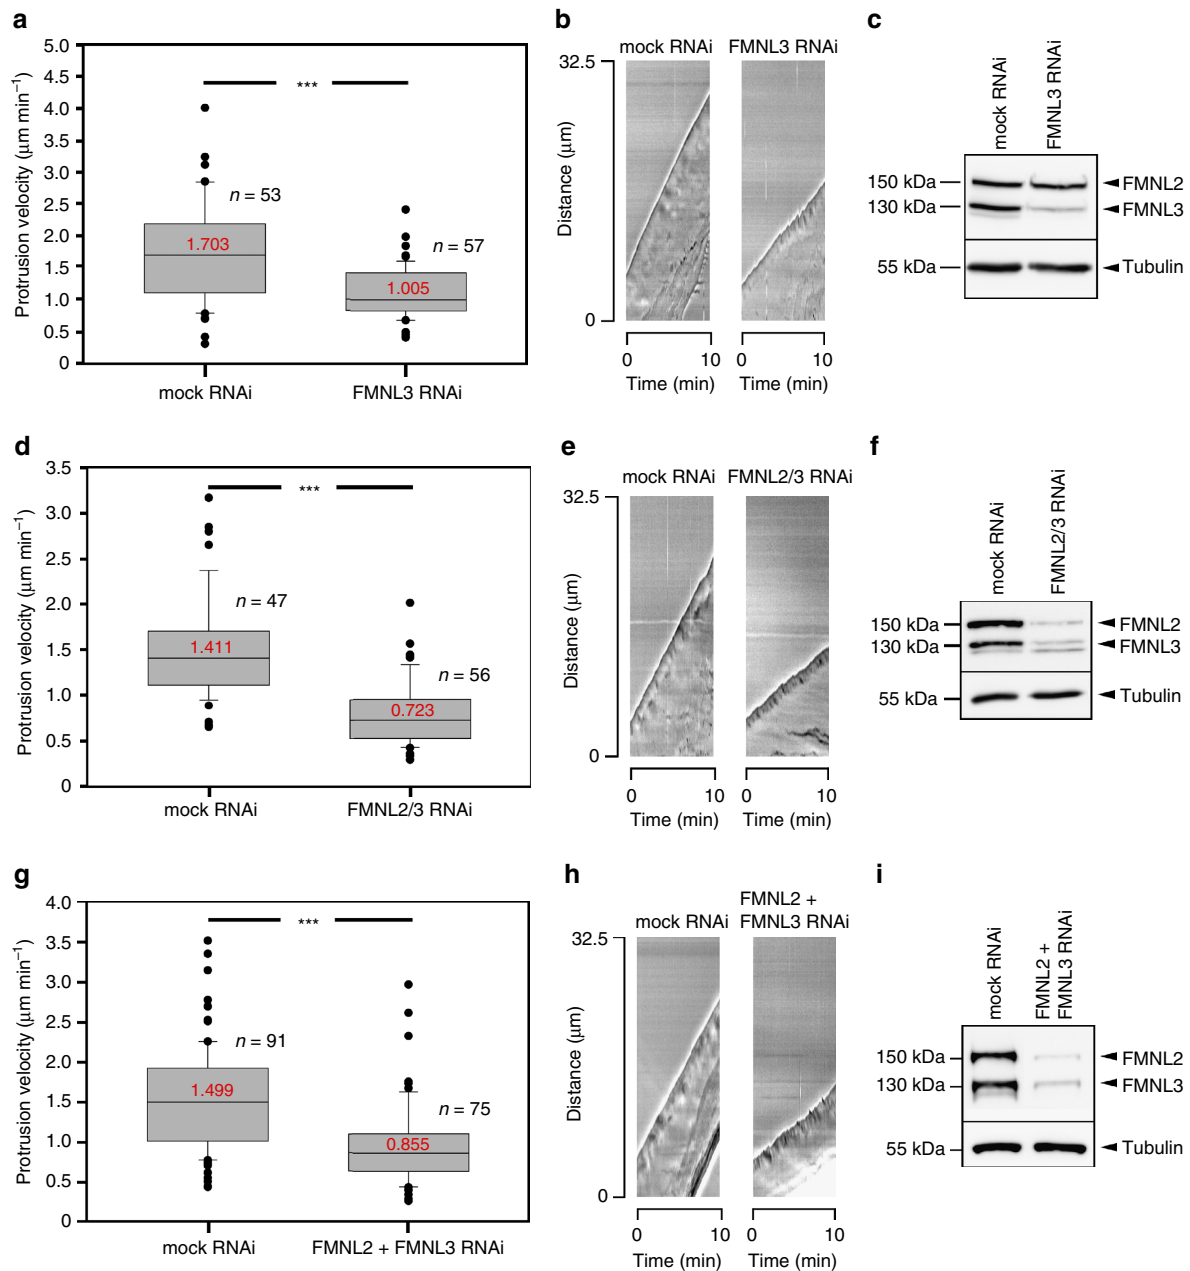 a
Protrusion velocity (µm min⁻¹)
5.0
4.5
4.0
3.5
3.0
2.5
2.0
1.5
1.0
0.5
0
***
n = 53
1.703
n = 57
1.005
mock RNAi
FMNL3 RNAi
b
mock RNAi
FMNL3 RNAi
32.5
Distance (µm)
0
0 10
0 10
Time (min)
Time (min)
c
mock RNAi
FMNL3 RNAi
150 kDa
FMNL2
130 kDa
FMNL3
55 kDa
Tubulin
d
Protrusion velocity (µm min⁻¹)
3.5
3.0
2.5
2.0
1.5
1.0
0.5
0
***
n = 47
1.411
n = 56
0.723
mock RNAi
FMNL2/3 RNAi
e
mock RNAi
FMNL2/3 RNAi
32.5
Distance (µm)
0
0 10
0 10
Time (min)
Time (min)
f
mock RNAi
FMNL2/3 RNAi
150 kDa
FMNL2
130 kDa
FMNL3
55 kDa
Tubulin
g
Protrusion velocity (µm min⁻¹)
4.0
3.5
3.0
2.5
2.0
1.5
1.0
0.5
0
***
n = 91
1.499
n = 75
0.855
mock RNAi
FMNL2 + FMNL3 RNAi
h
mock RNAi
FMNL2 +
FMNL3 RNAi
32.5
Distance (µm)
0
0 10
0 10
Time (min)
Time (min)
i
mock RNAi
FMNL2 +
FMNL3 RNAi
150 kDa
FMNL2
130 kDa
FMNL3
55 kDa
Tubulin